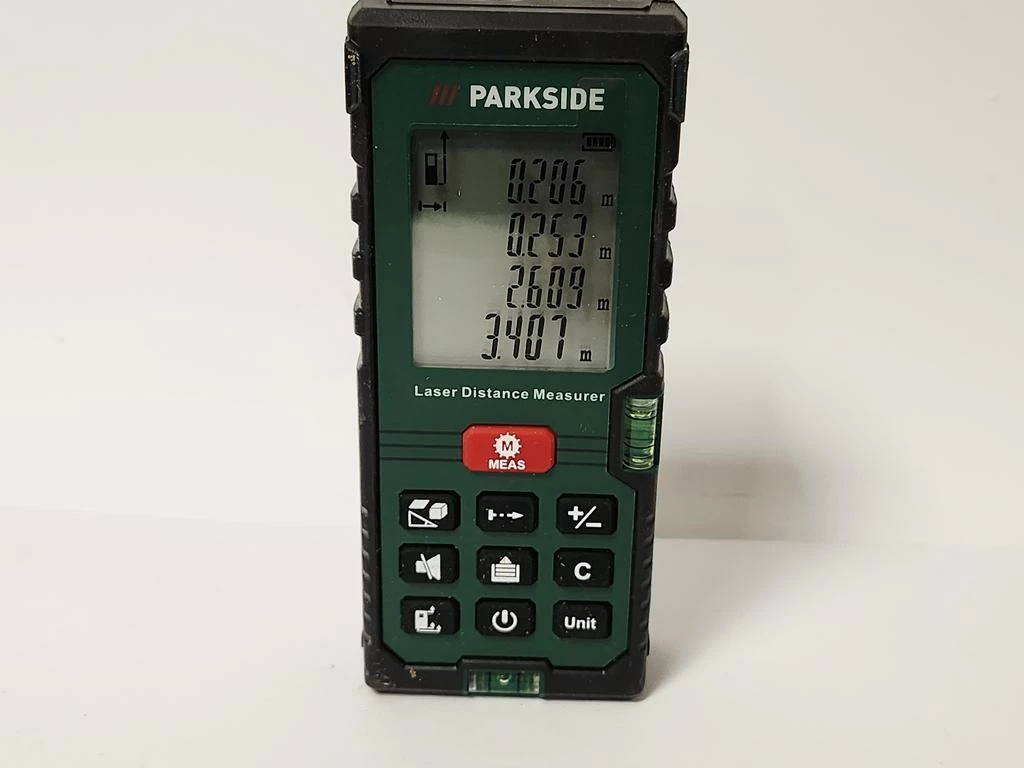 PARKSIDE
0.206 m
0.253 m
2.609 m
3.407 m
Laser Distance Measurer
M
MEAS
+/−
C
Unit